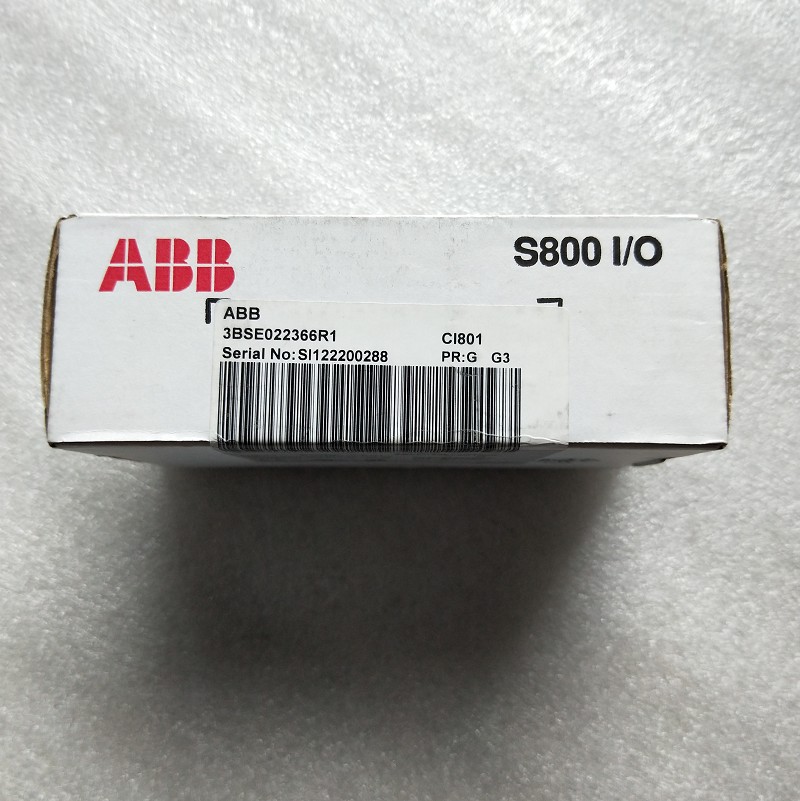 ABB
S800 I/O
ABB
3BSE022366R1 CI801
Serial No:SI122200288 PR:G G3